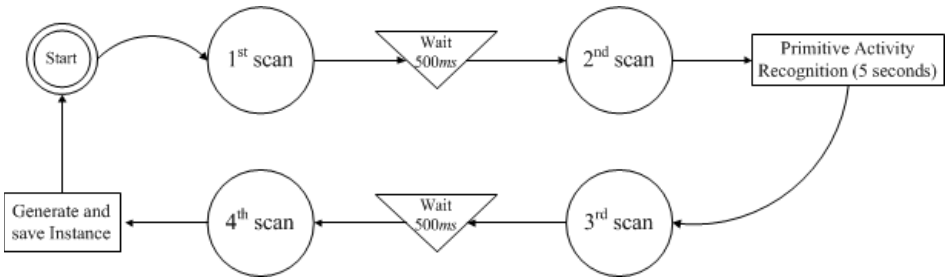 Start
1st scan
Wait
500ms
2nd scan
Primitive Activity
Recognition (5 seconds)
3rd scan
Wait
500ms
4th scan
Generate and
save Instance